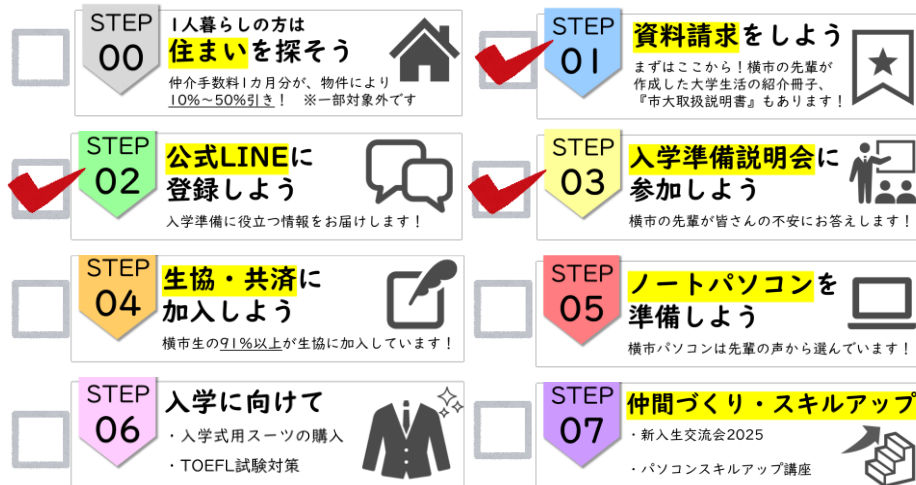 STEP
00
1人暮らしの方は
住まいを探そう
仲介手数料1カ月分が、物件により
10%～50%引き！　※一部対象外です
STEP
01
資料請求をしよう
まずはここから！横市の先輩が
作成した大学生活の紹介冊子、
『市大取扱説明書』もあります！
STEP
02
公式LINEに
登録しよう
入学準備に役立つ情報をお届けします！
STEP
03
入学準備説明会に
参加しよう
横市の先輩が皆さんの不安にお答えします！
STEP
04
生協・共済に
加入しよう
横市生の91%以上が生協に加入しています！
STEP
05
ノートパソコンを
準備しよう
横市パソコンは先輩の声から選んでいます！
STEP
06
入学に向けて
・入学式用スーツの購入
・TOEFL試験対策
STEP
07
仲間づくり・スキルアップ
・新入生交流会2025
・パソコンスキルアップ講座